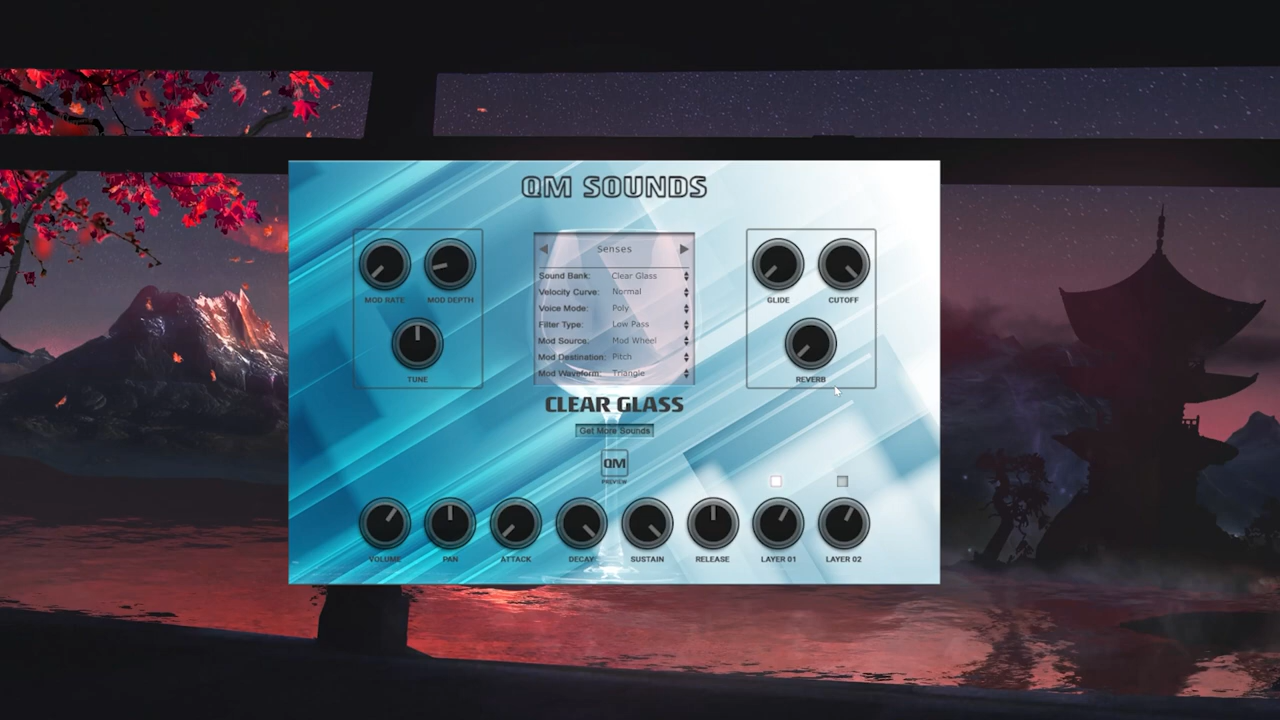 QM SOUNDS
Senses
Sound Bank: Clear Glass
Velocity Curve: Normal
Voice Mode: Poly
Filter Type: Low Pass
Mod Source: Mod Wheel
Mod Destination: Pitch
Mod Waveform: Triangle
MOD RATE MOD DEPTH
TUNE
GLIDE CUTOFF
REVERB
CLEAR GLASS
Get More Sounds
QM
PREVIEW
VOLUME PAN ATTACK DECAY SUSTAIN RELEASE LAYER 01 LAYER 02